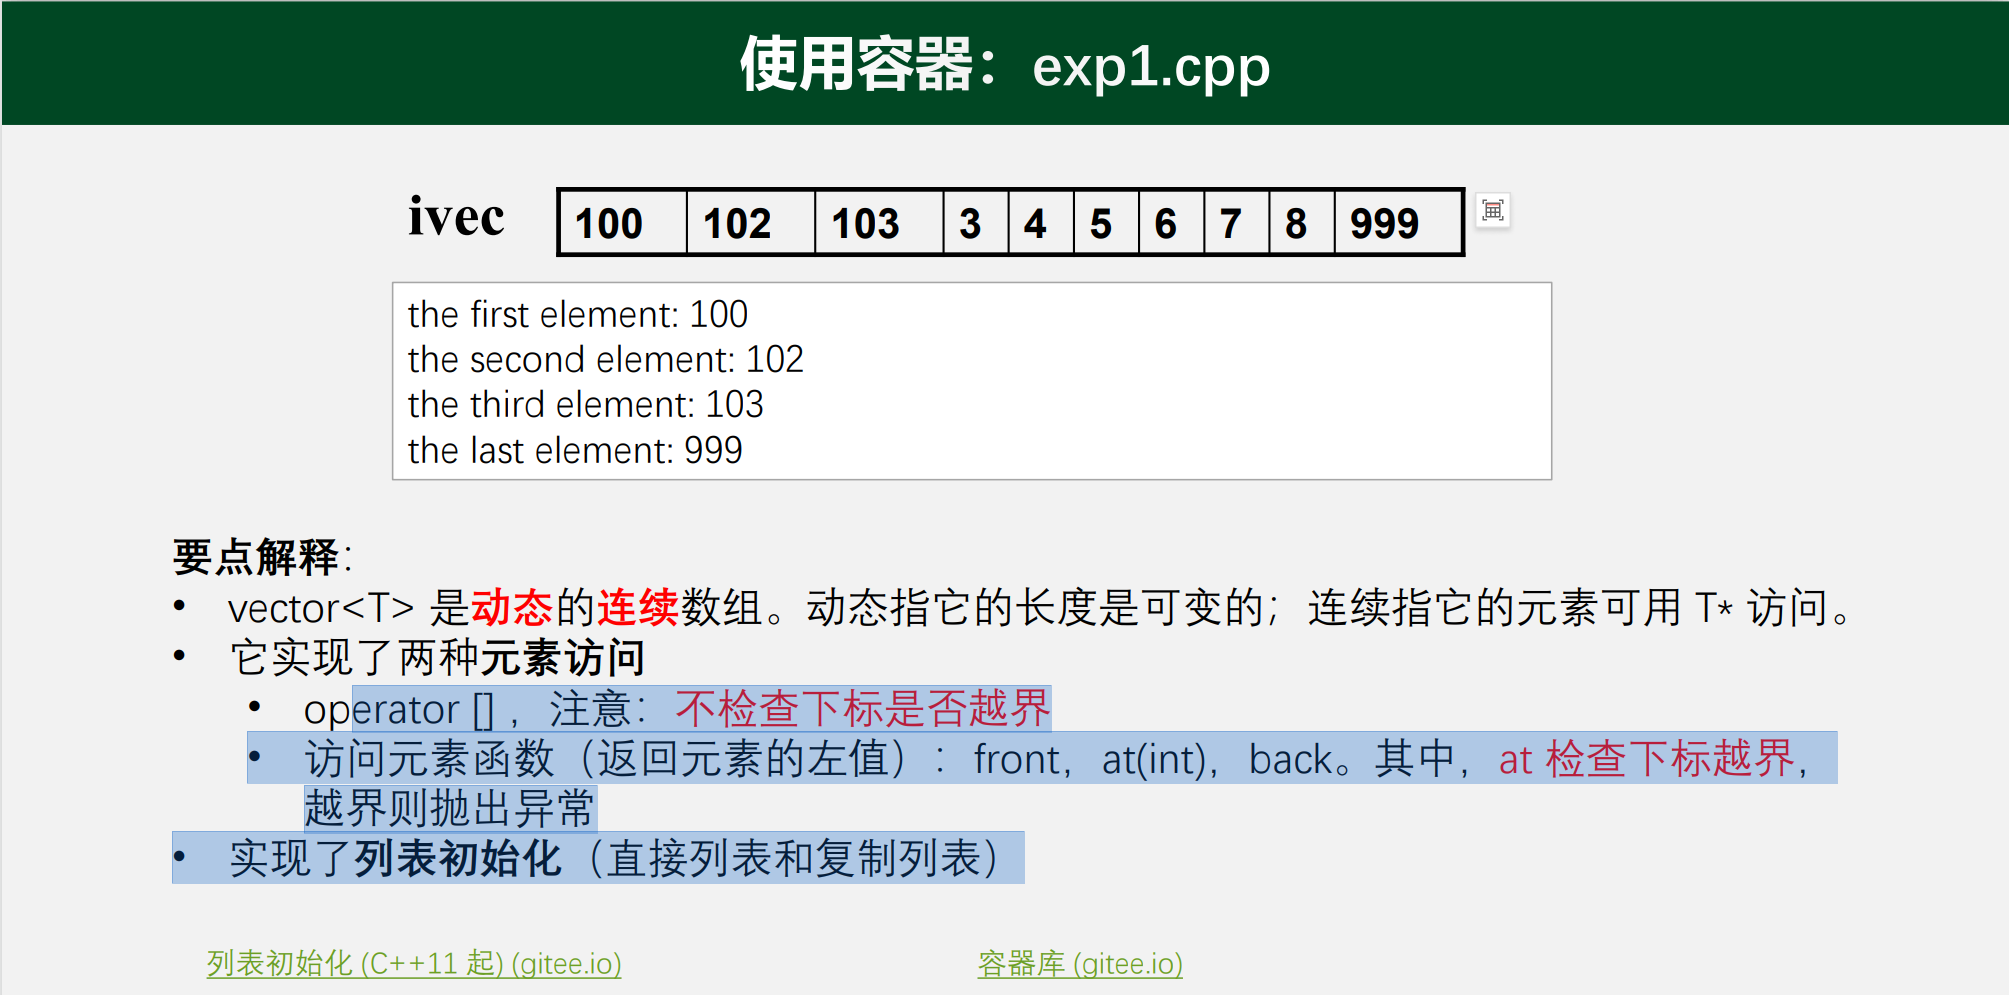 使用容器：exp1.cpp
ivec 100 102 103 3 4 5 6 7 8 999
the first element: 100
the second element: 102
the third element: 103
the last element: 999
要点解释：
• vector<T> 是动态的连续数组。动态指它的长度是可变的；连续指它的元素可用 T* 访问。
• 它实现了两种元素访问
• operator [] ，注意：不检查下标是否越界
• 访问元素函数（返回元素的左值）：front，at(int)，back。其中，at 检查下标越界，
越界则抛出异常
• 实现了列表初始化（直接列表和复制列表）
列表初始化 (C++11 起) (gitee.io)
容器库 (gitee.io)